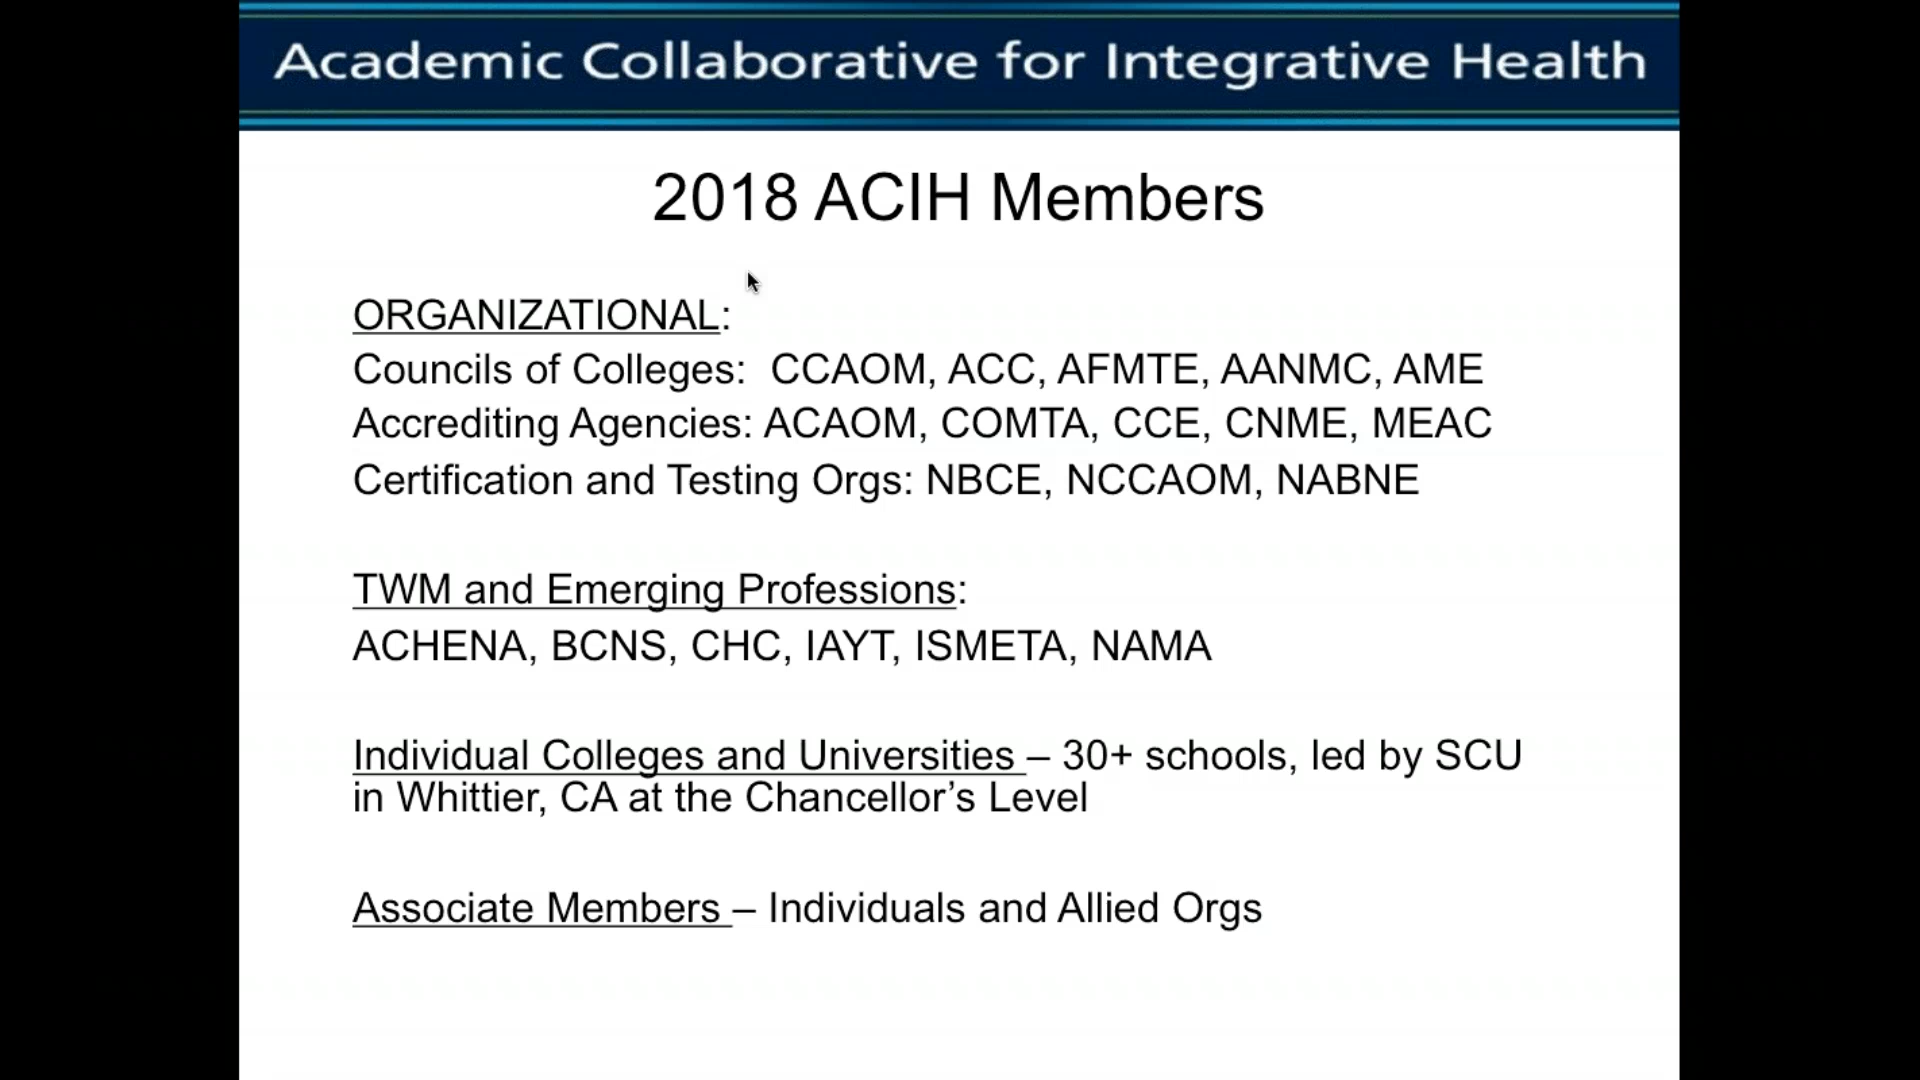 Academic Collaborative for Integrative Health
2018 ACIH Members
ORGANIZATIONAL:
Councils of Colleges: CCAOM, ACC, AFMTE, AANMC, AME
Accrediting Agencies: ACAOM, COMTA, CCE, CNME, MEAC
Certification and Testing Orgs: NBCE, NCCAOM, NABNE
TWM and Emerging Professions:
ACHENA, BCNS, CHC, IAYT, ISMETA, NAMA
Individual Colleges and Universities – 30+ schools, led by SCU
in Whittier, CA at the Chancellor’s Level
Associate Members – Individuals and Allied Orgs